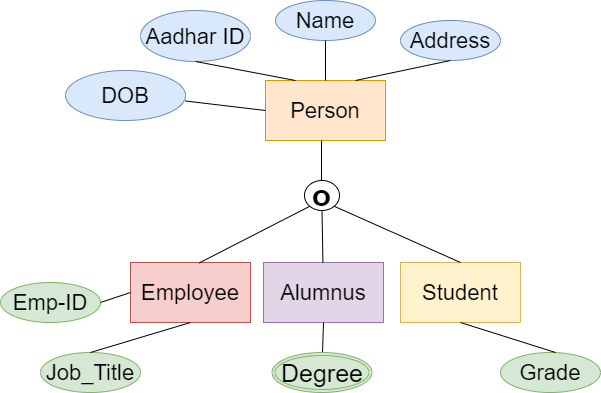 Name
Aadhar ID
Address
DOB
Person
O
Employee
Alumnus
Student
Emp-ID
Job_Title
Degree
Grade